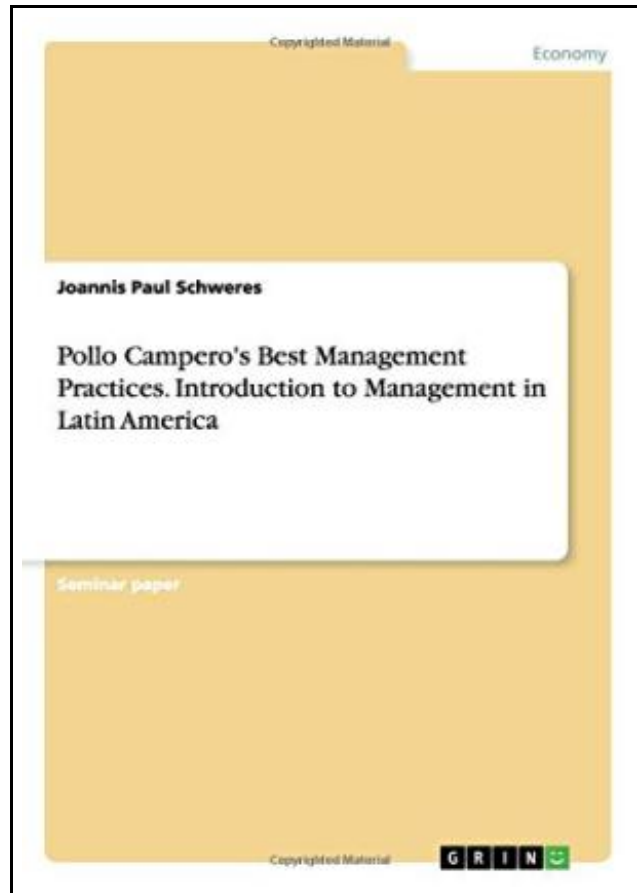 Copyrighted Material
Economy
Joannis Paul Schweres
Pollo Campero's Best Management
Practices. Introduction to Management in
Latin America
Seminar paper
Copyrighted Material
GRIN